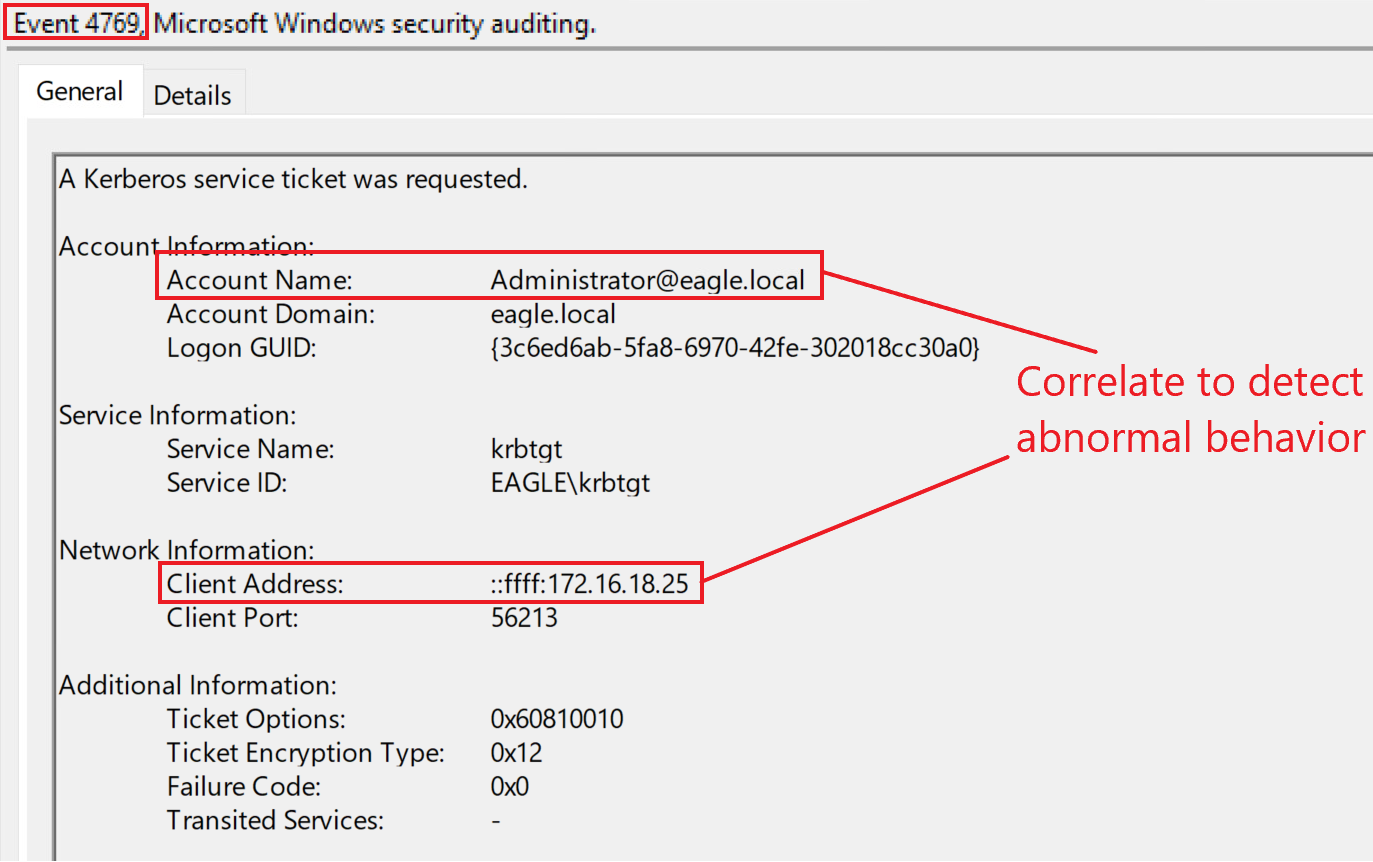 Event 4769, Microsoft Windows security auditing.
General
Details
A Kerberos service ticket was requested.
Account Information:
Account Name: Administrator@eagle.local
Account Domain: eagle.local
Logon GUID: {3c6ed6ab-5fa8-6970-42fe-302018cc30a0}
Correlate to detect
abnormal behavior
Service Information:
Service Name: krbtgt
Service ID: EAGLE\krbtgt
Network Information:
Client Address: ::ffff:172.16.18.25
Client Port: 56213
Additional Information:
Ticket Options: 0x60810010
Ticket Encryption Type: 0x12
Failure Code: 0x0
Transited Services: -